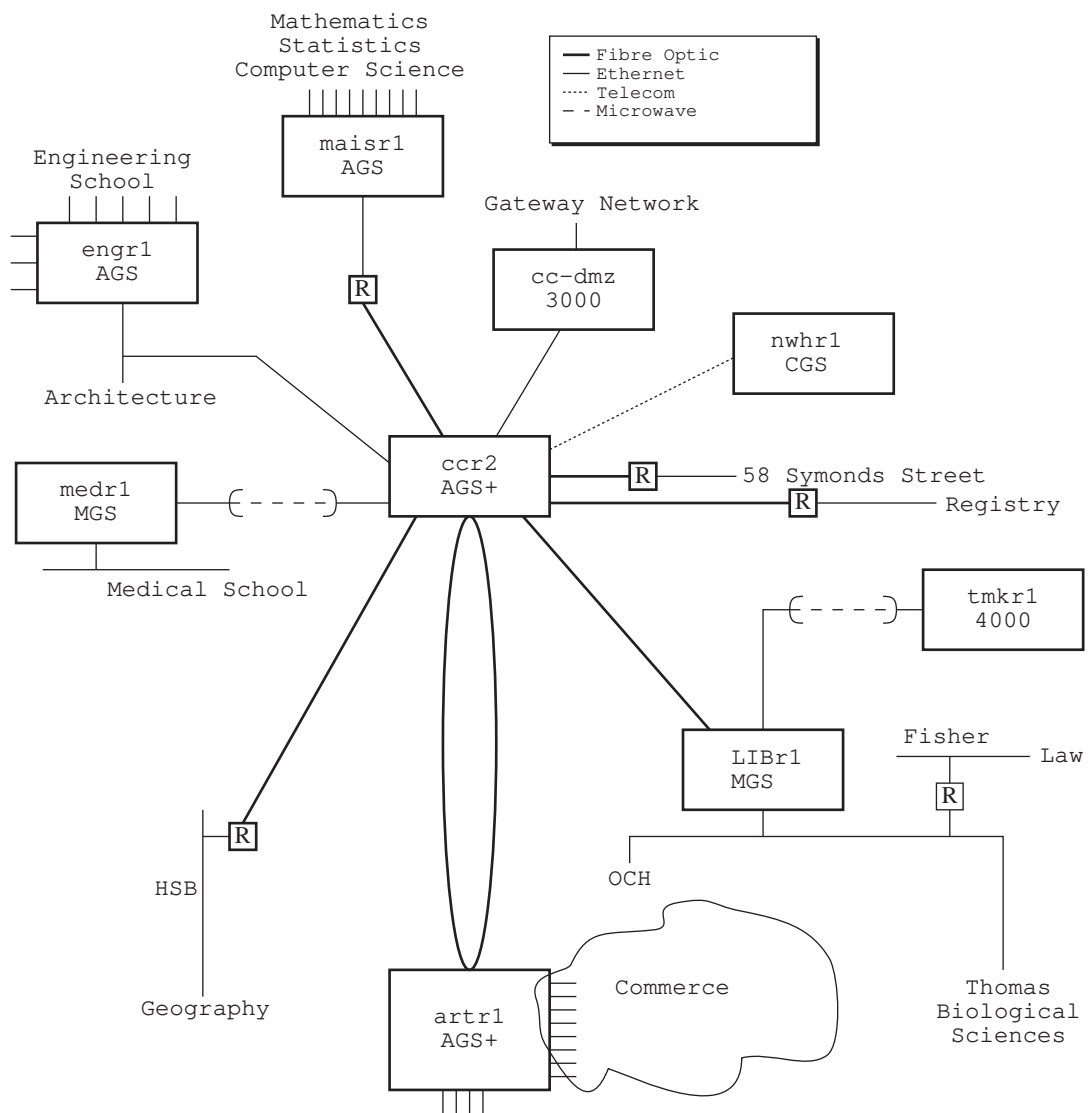 Mathematics
Statistics
Computer Science
Fibre Optic
Ethernet
Telecom
Microwave
maisr1
AGS
Engineering
School
Gateway Network
engr1
AGS
cc-dmz
3000
R
nwhr1
CGS
Architecture
ccr2
AGS+
R
58 Symonds Street
medr1
MGS
R
Registry
Medical School
tmkr1
4000
LIBr1
MGS
Fisher
Law
R
R
HSB
OCH
Geography
Commerce
Thomas
Biological
Sciences
artr1
AGS+